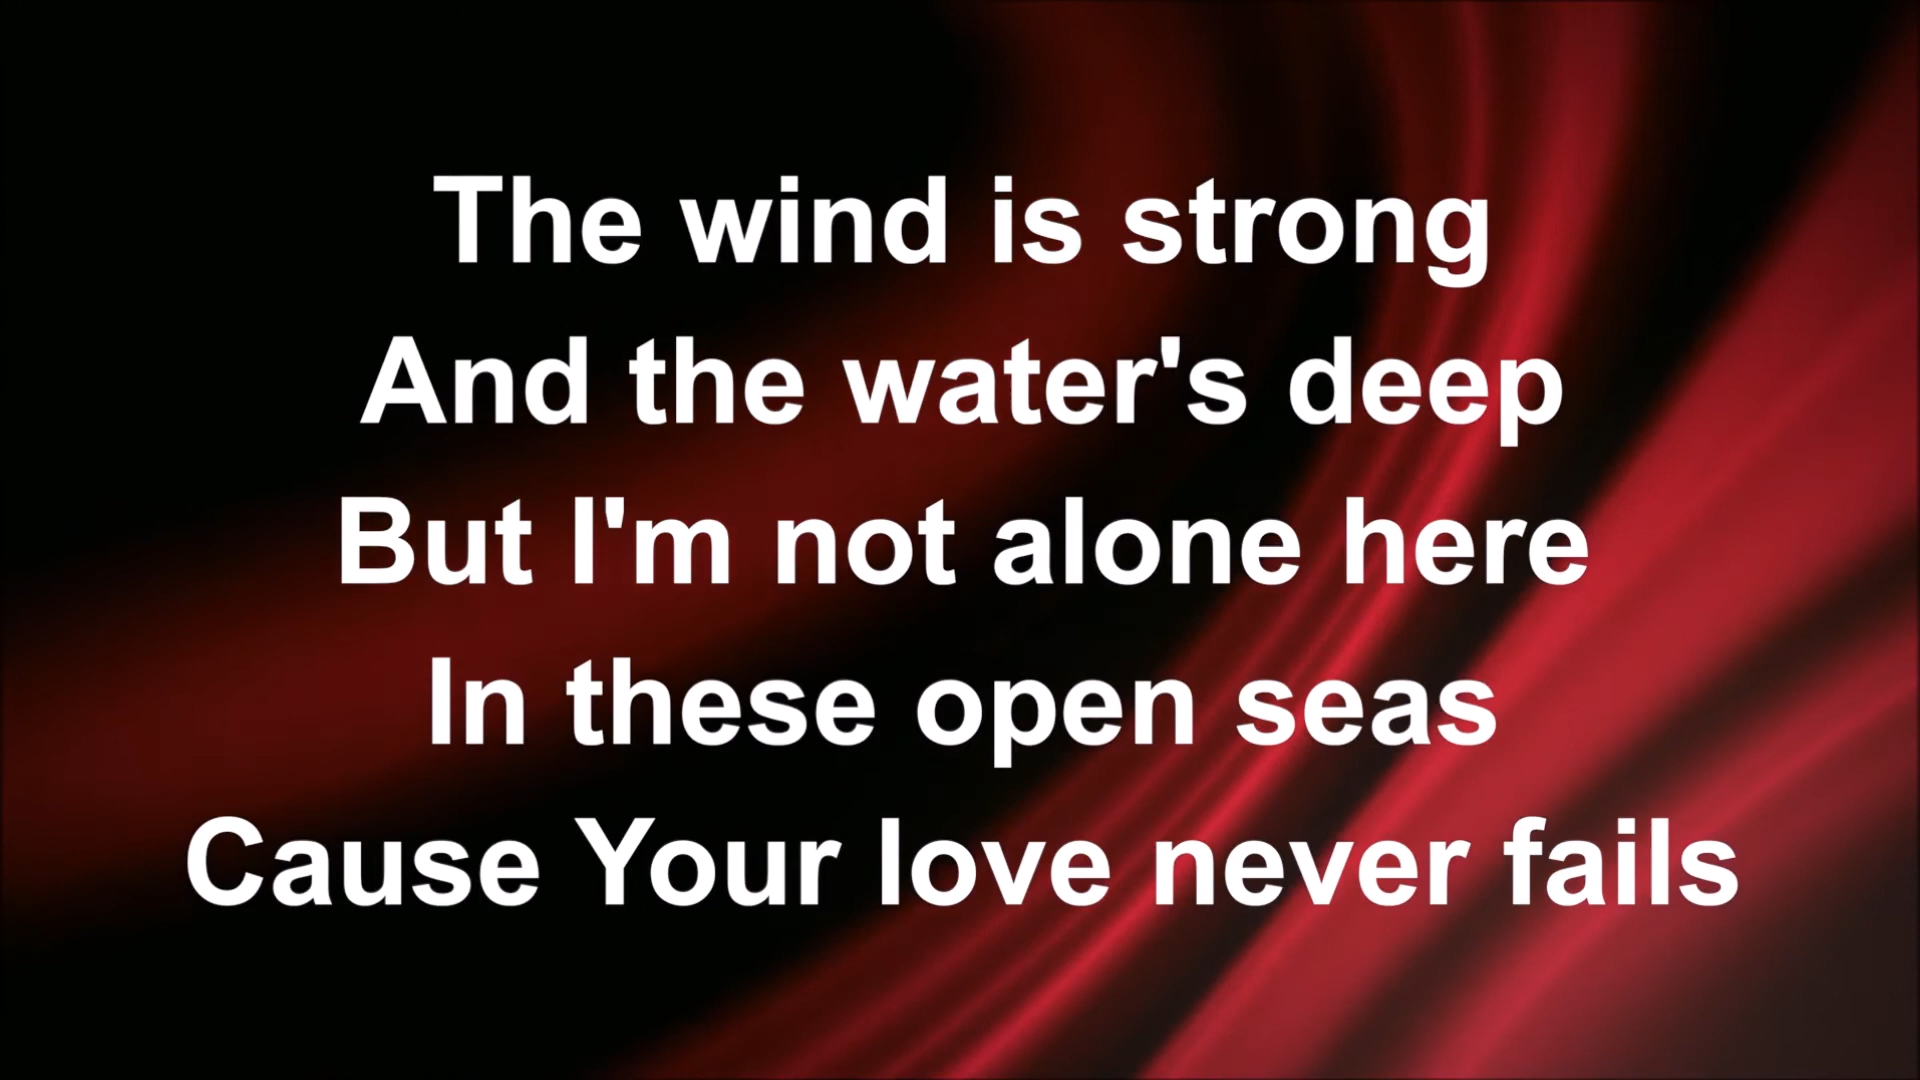 The wind is strong
And the water's deep
But I'm not alone here
In these open seas
Cause Your love never fails